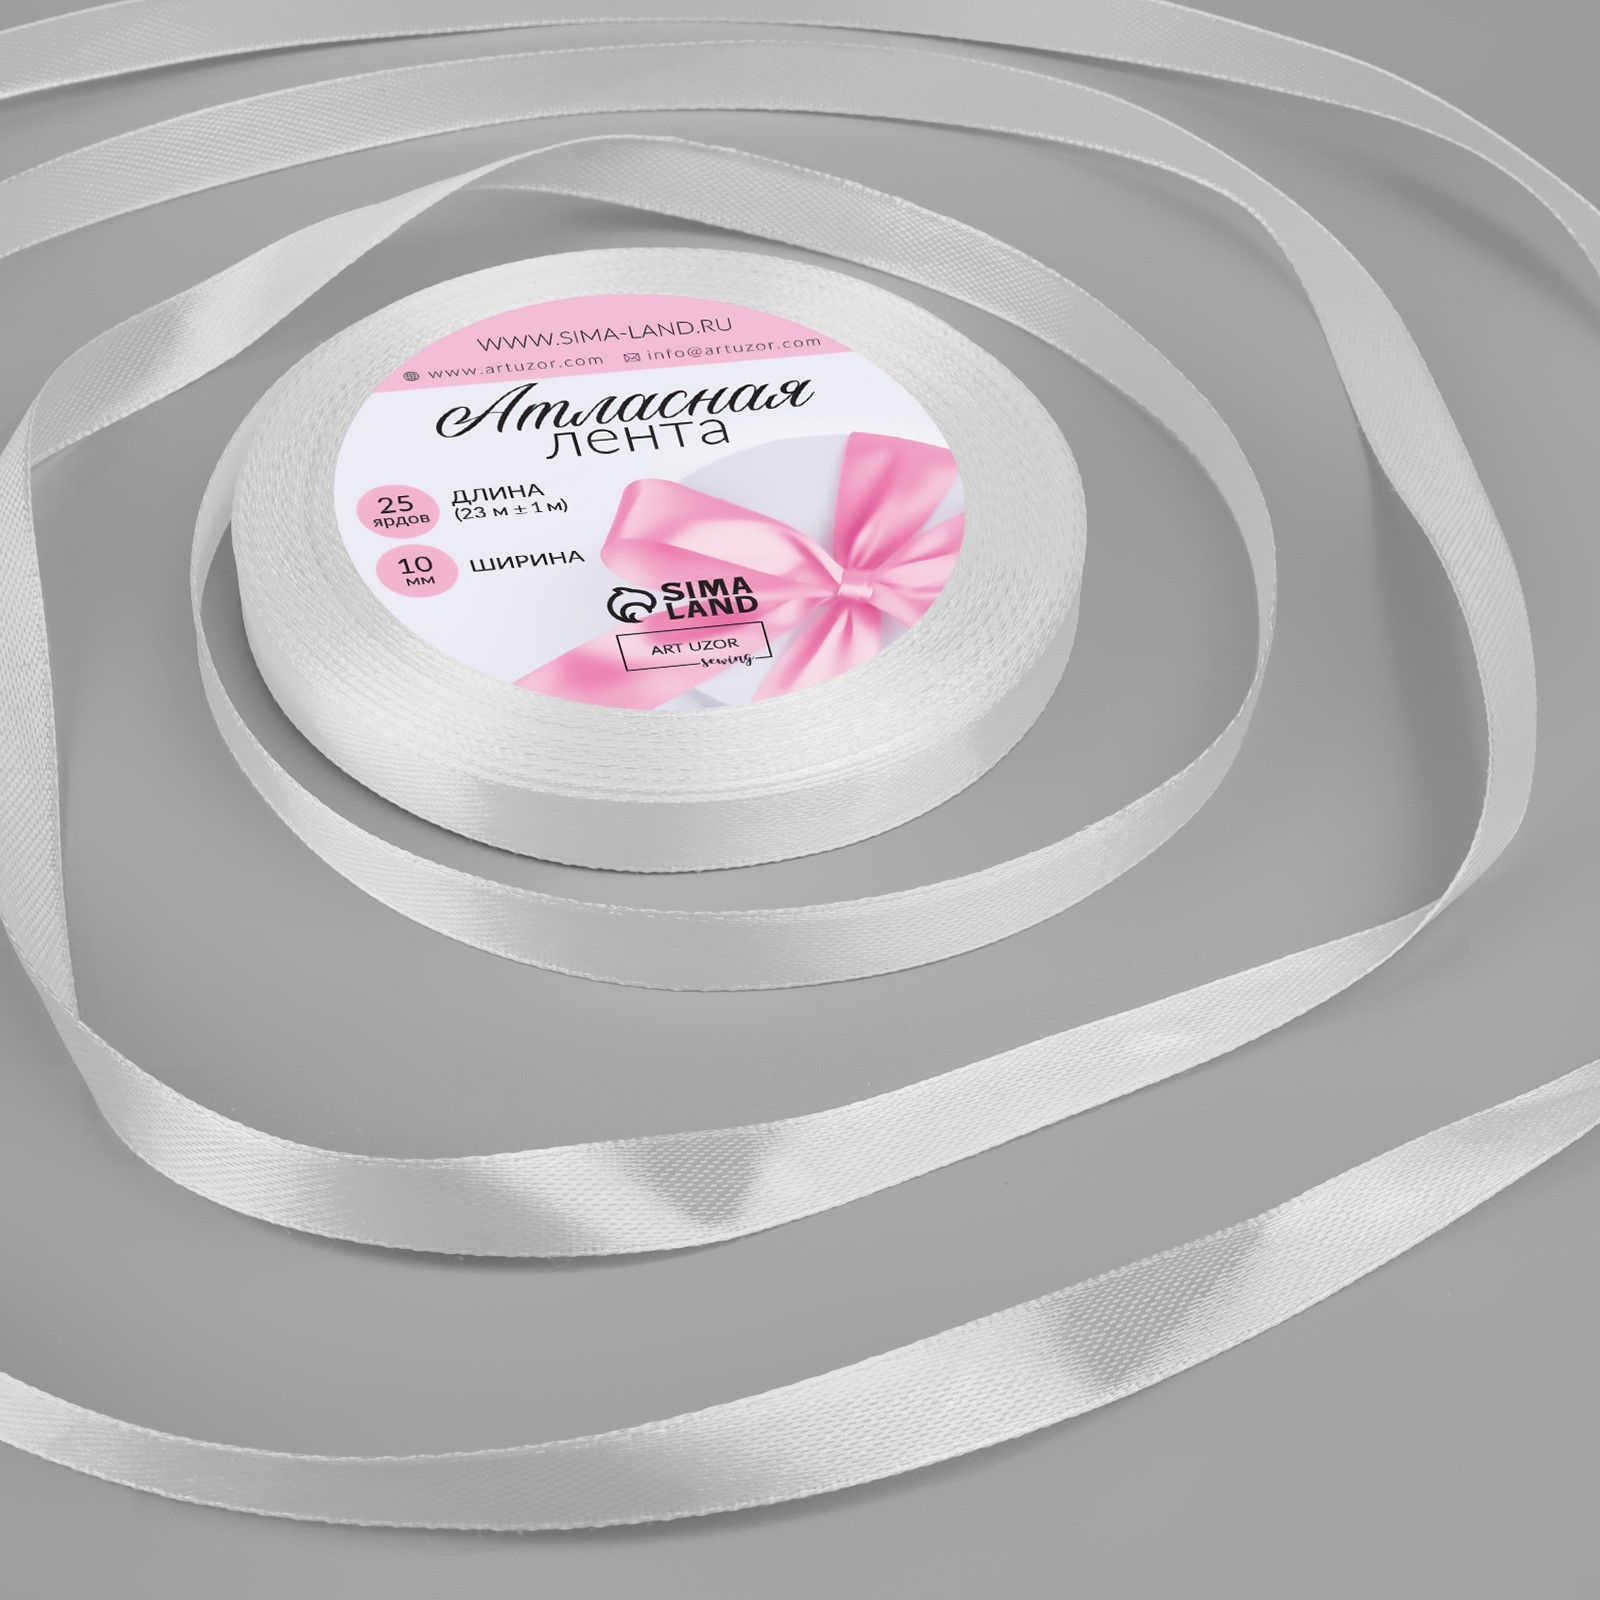 WWW.SIMA-LAND.RU
www.artuzor.com info@artuzor.com
Атласная
лента
25 ярдов
ДЛИНА
(23 м ± 1 м)
10 мм
ШИРИНА
SIMA
LAND
ART UZOR
sewing